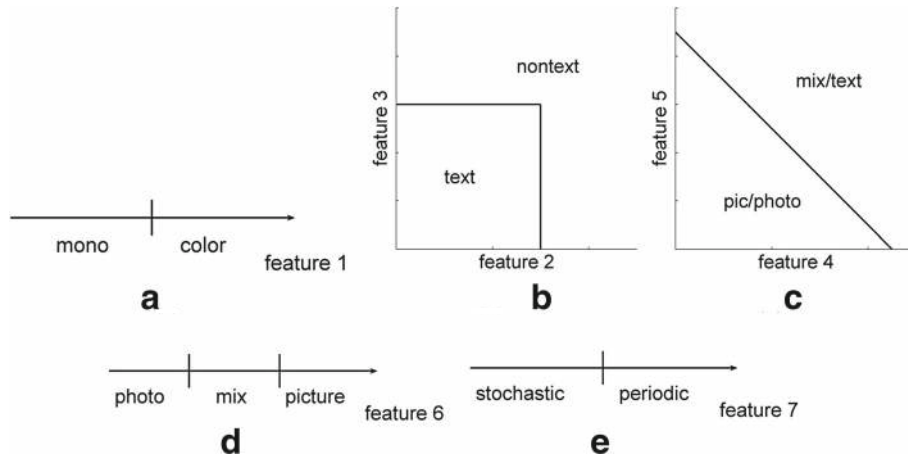 mono
color
feature 1
a
feature 3
nontext
text
feature 2
b
feature 5
mix/text
pic/photo
feature 4
c
photo
mix
picture
feature 6
d
stochastic
periodic
feature 7
e